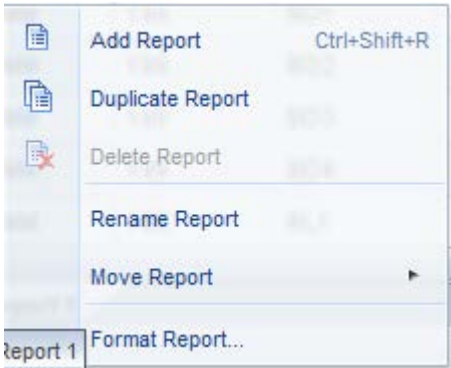 Add Report Ctrl+Shift+R
Duplicate Report
Delete Report
Rename Report
Move Report
Format Report...
Report 1